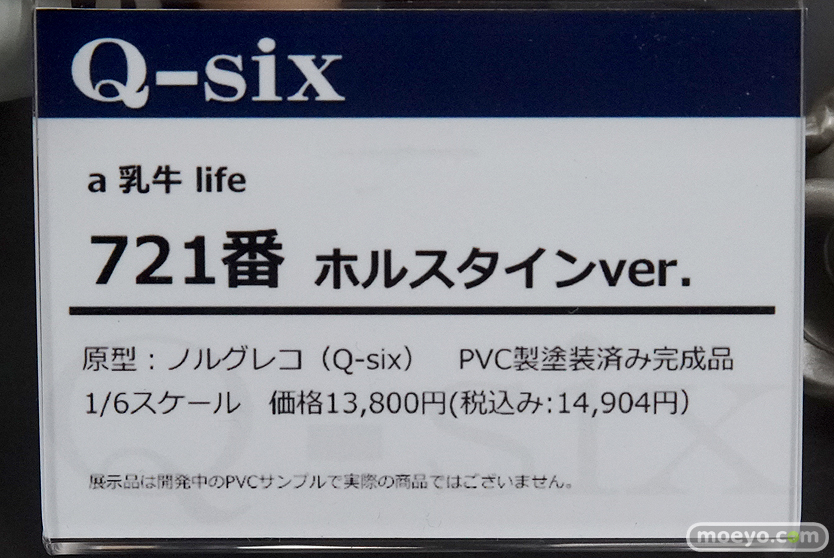 Q-six
a 乳牛 life
721番 ホルスタインver.
原型：ノルグレコ（Q-six） PVC製塗装済み完成品
1/6スケール 価格13,800円(税込み:14,904円）
展示品は開発中のPVCサンプルで実際の商品ではございません。
Q-six
moeyo.com